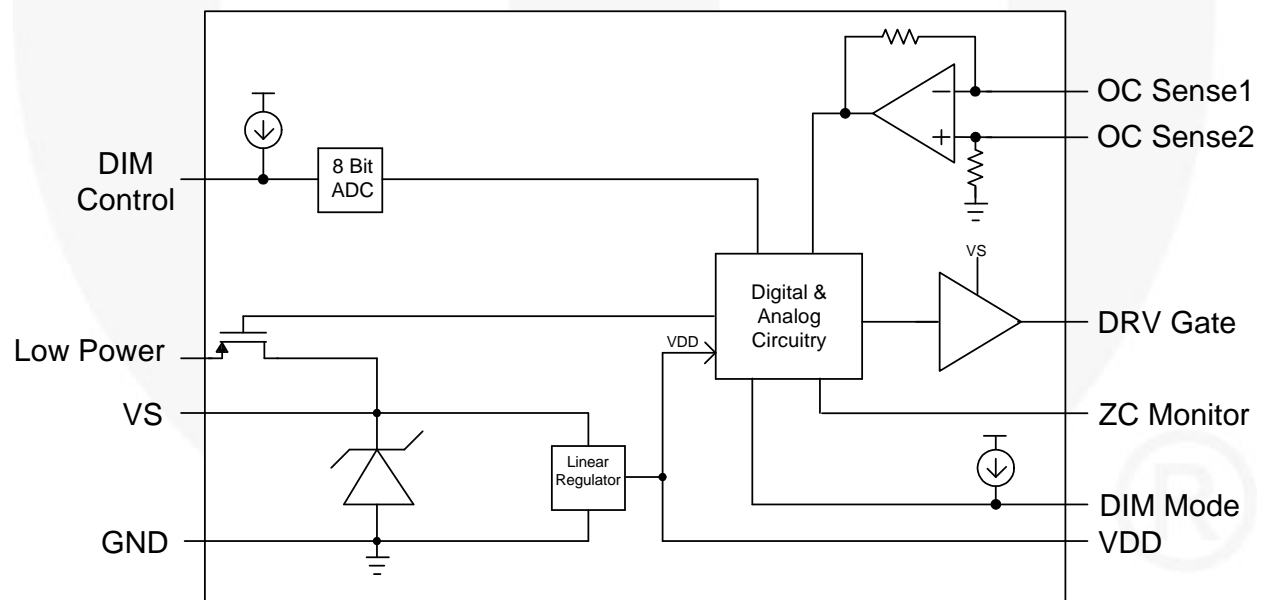 DIM
Control
8 Bit
ADC
OC Sense1
OC Sense2
VS
Digital &
Analog
Circuitry
DRV Gate
Low Power
VDD
VS
ZC Monitor
Linear
Regulator
DIM Mode
GND
VDD
®